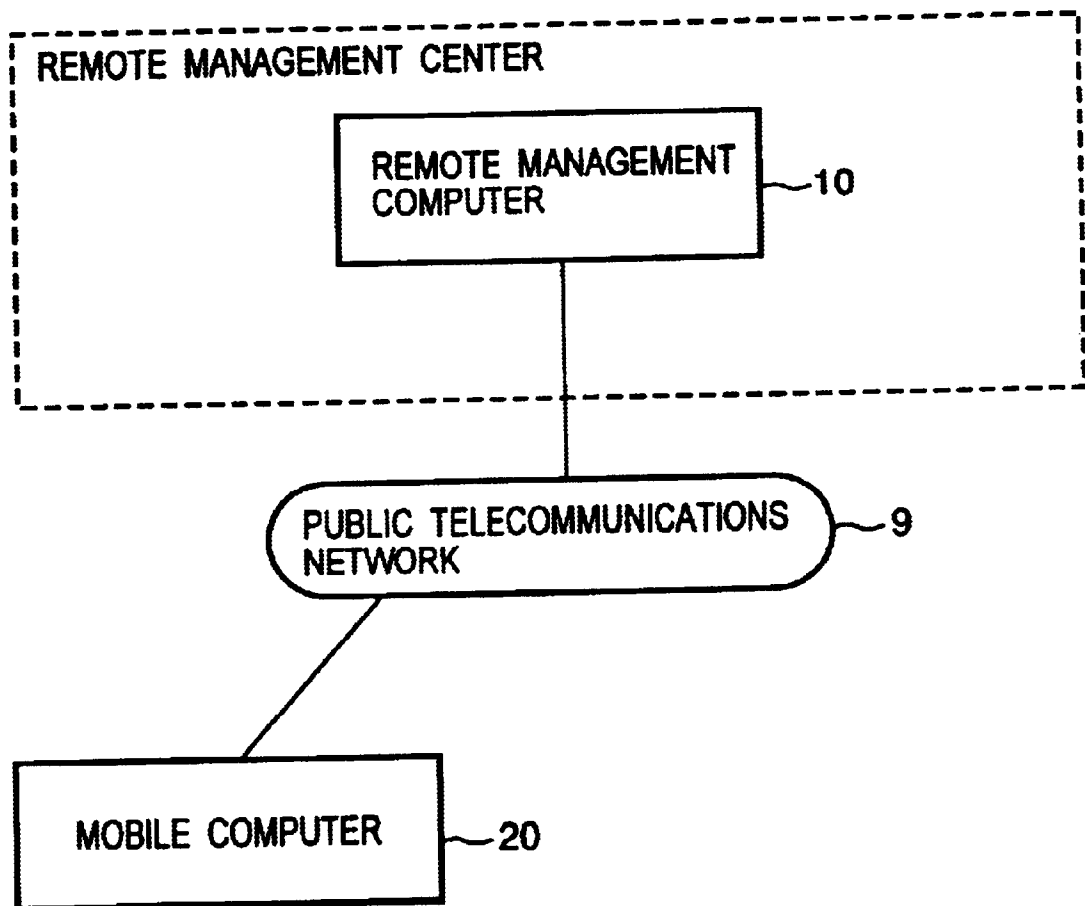 REMOTE MANAGEMENT CENTER
REMOTE MANAGEMENT
COMPUTER
10
PUBLIC TELECOMMUNICATIONS
NETWORK
9
MOBILE COMPUTER
20